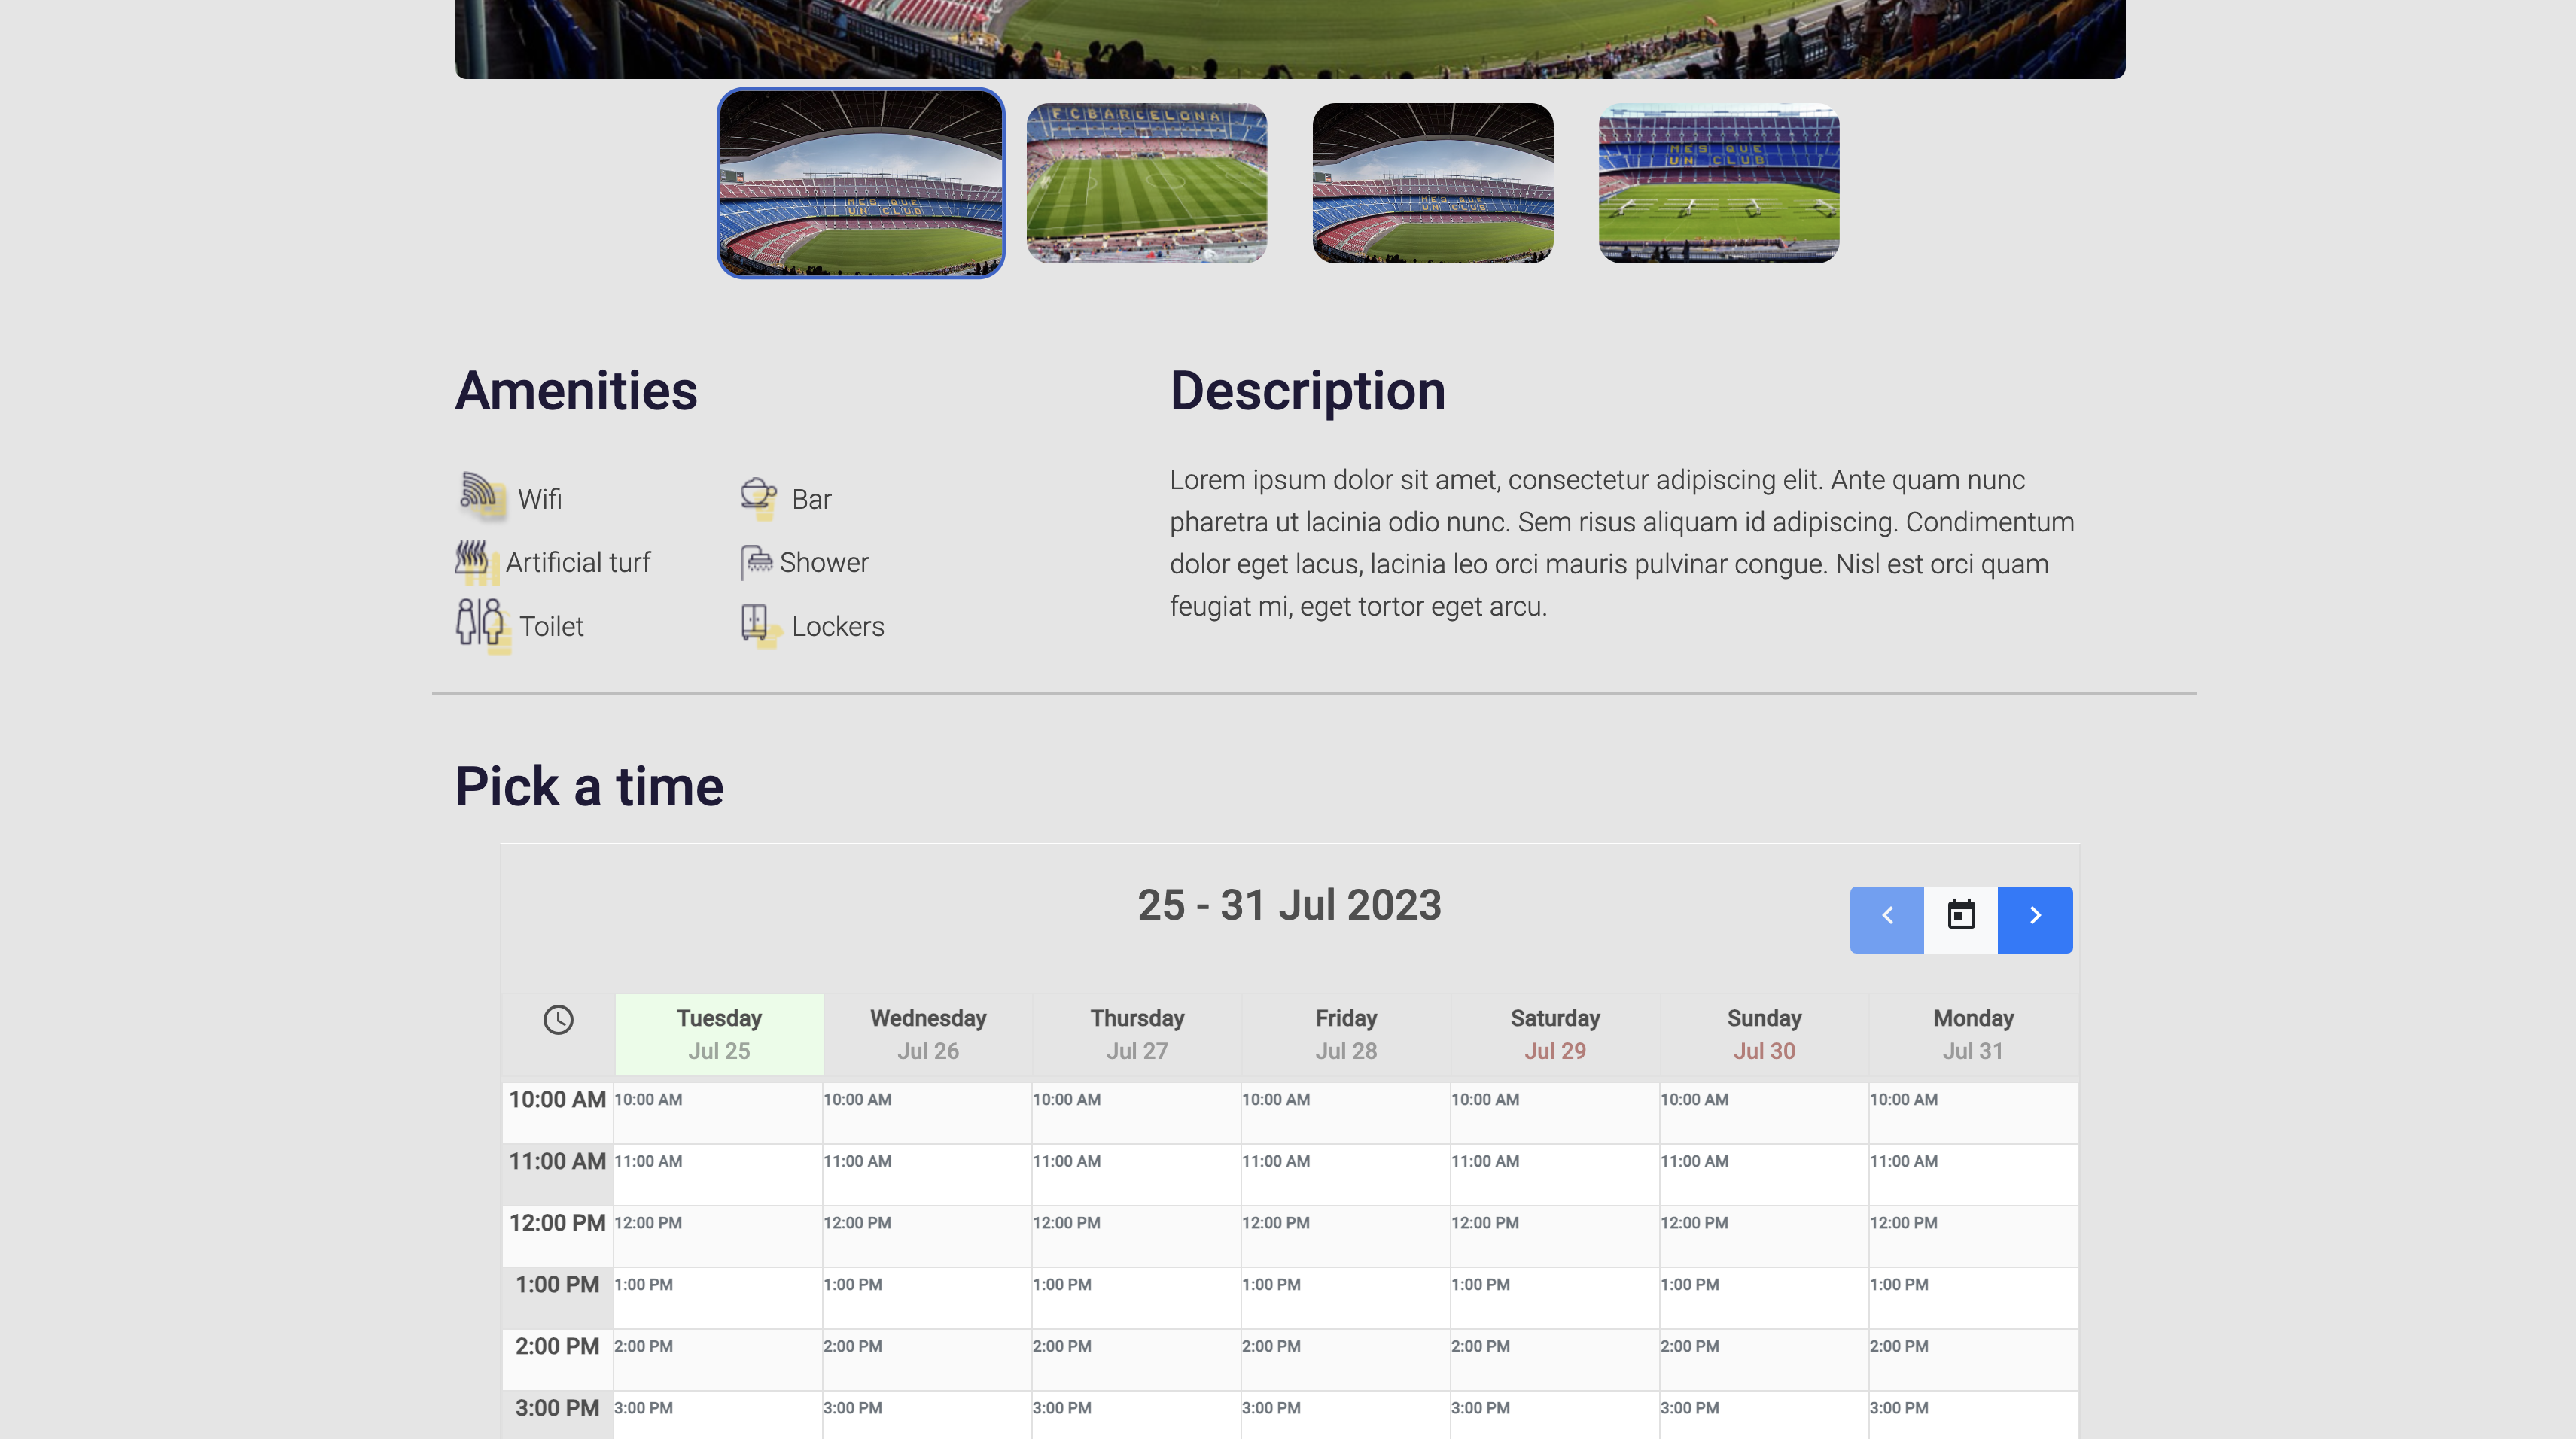 FCBARCELONA
MES QUE
UN CLUB
MES QUE
UN CLUB
MES QUE
UN CLUB
Amenities
Description
Wifi
Bar
Artificial turf
Shower
Toilet
Lockers
Lorem ipsum dolor sit amet, consectetur adipiscing elit. Ante quam nunc
pharetra ut lacinia odio nunc. Sem risus aliquam id adipiscing. Condimentum
dolor eget lacus, lacinia leo orci mauris pulvinar congue. Nisl est orci quam
feugiat mi, eget tortor eget arcu.
Pick a time
25 - 31 Jul 2023
Tuesday Wednesday Thursday Friday Saturday Sunday Monday
Jul 25 Jul 26 Jul 27 Jul 28 Jul 29 Jul 30 Jul 31
10:00 AM 10:00 AM 10:00 AM 10:00 AM 10:00 AM 10:00 AM 10:00 AM 10:00 AM
11:00 AM 11:00 AM 11:00 AM 11:00 AM 11:00 AM 11:00 AM 11:00 AM 11:00 AM
12:00 PM 12:00 PM 12:00 PM 12:00 PM 12:00 PM 12:00 PM 12:00 PM 12:00 PM
1:00 PM 1:00 PM 1:00 PM 1:00 PM 1:00 PM 1:00 PM 1:00 PM 1:00 PM
2:00 PM 2:00 PM 2:00 PM 2:00 PM 2:00 PM 2:00 PM 2:00 PM 2:00 PM
3:00 PM 3:00 PM 3:00 PM 3:00 PM 3:00 PM 3:00 PM 3:00 PM 3:00 PM